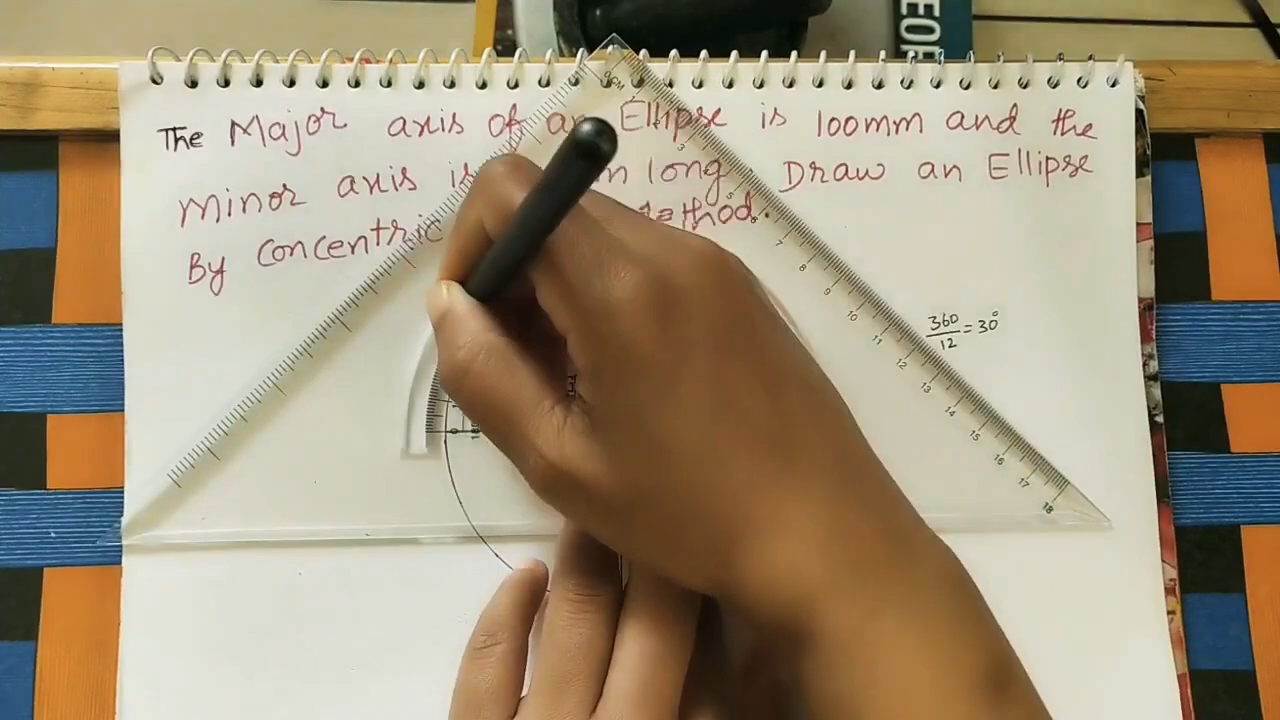 The Major axis of an Ellipse is 100mm and the
minor axis is long. Draw an Ellipse
By Concentric method.
360/12 = 30°